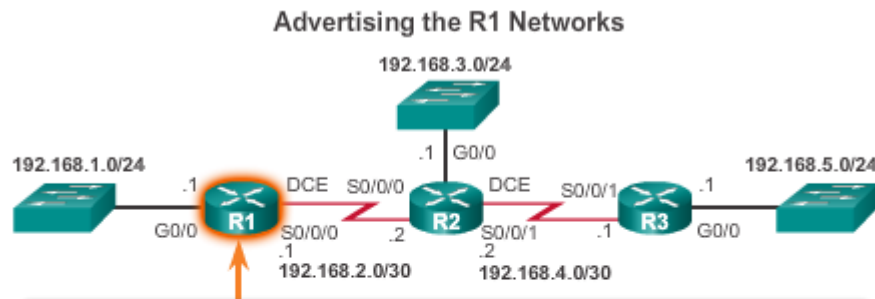 Advertising the R1 Networks
192.168.3.0/24
.1 G0/0
192.168.1.0/24
192.168.5.0/24
.1 DCE S0/0/0
DCE S0/0/1 .1
R1 R2 R3
G0/0 S0/0/0 .2
S0/0/1 .1 G0/0
.1 192.168.2.0/30
.2 192.168.4.0/30